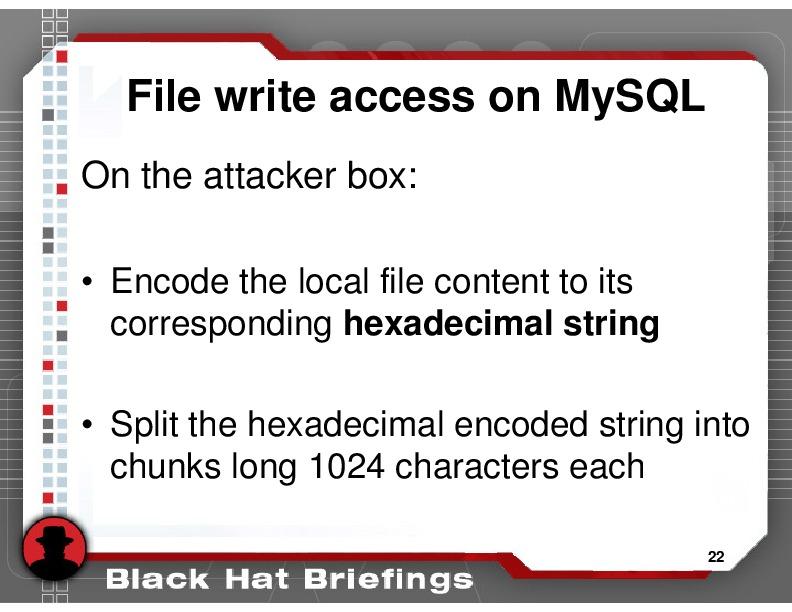 File write access on MySQL
On the attacker box:
• Encode the local file content to its
corresponding hexadecimal string
• Split the hexadecimal encoded string into
chunks long 1024 characters each
22
Black Hat Briefings